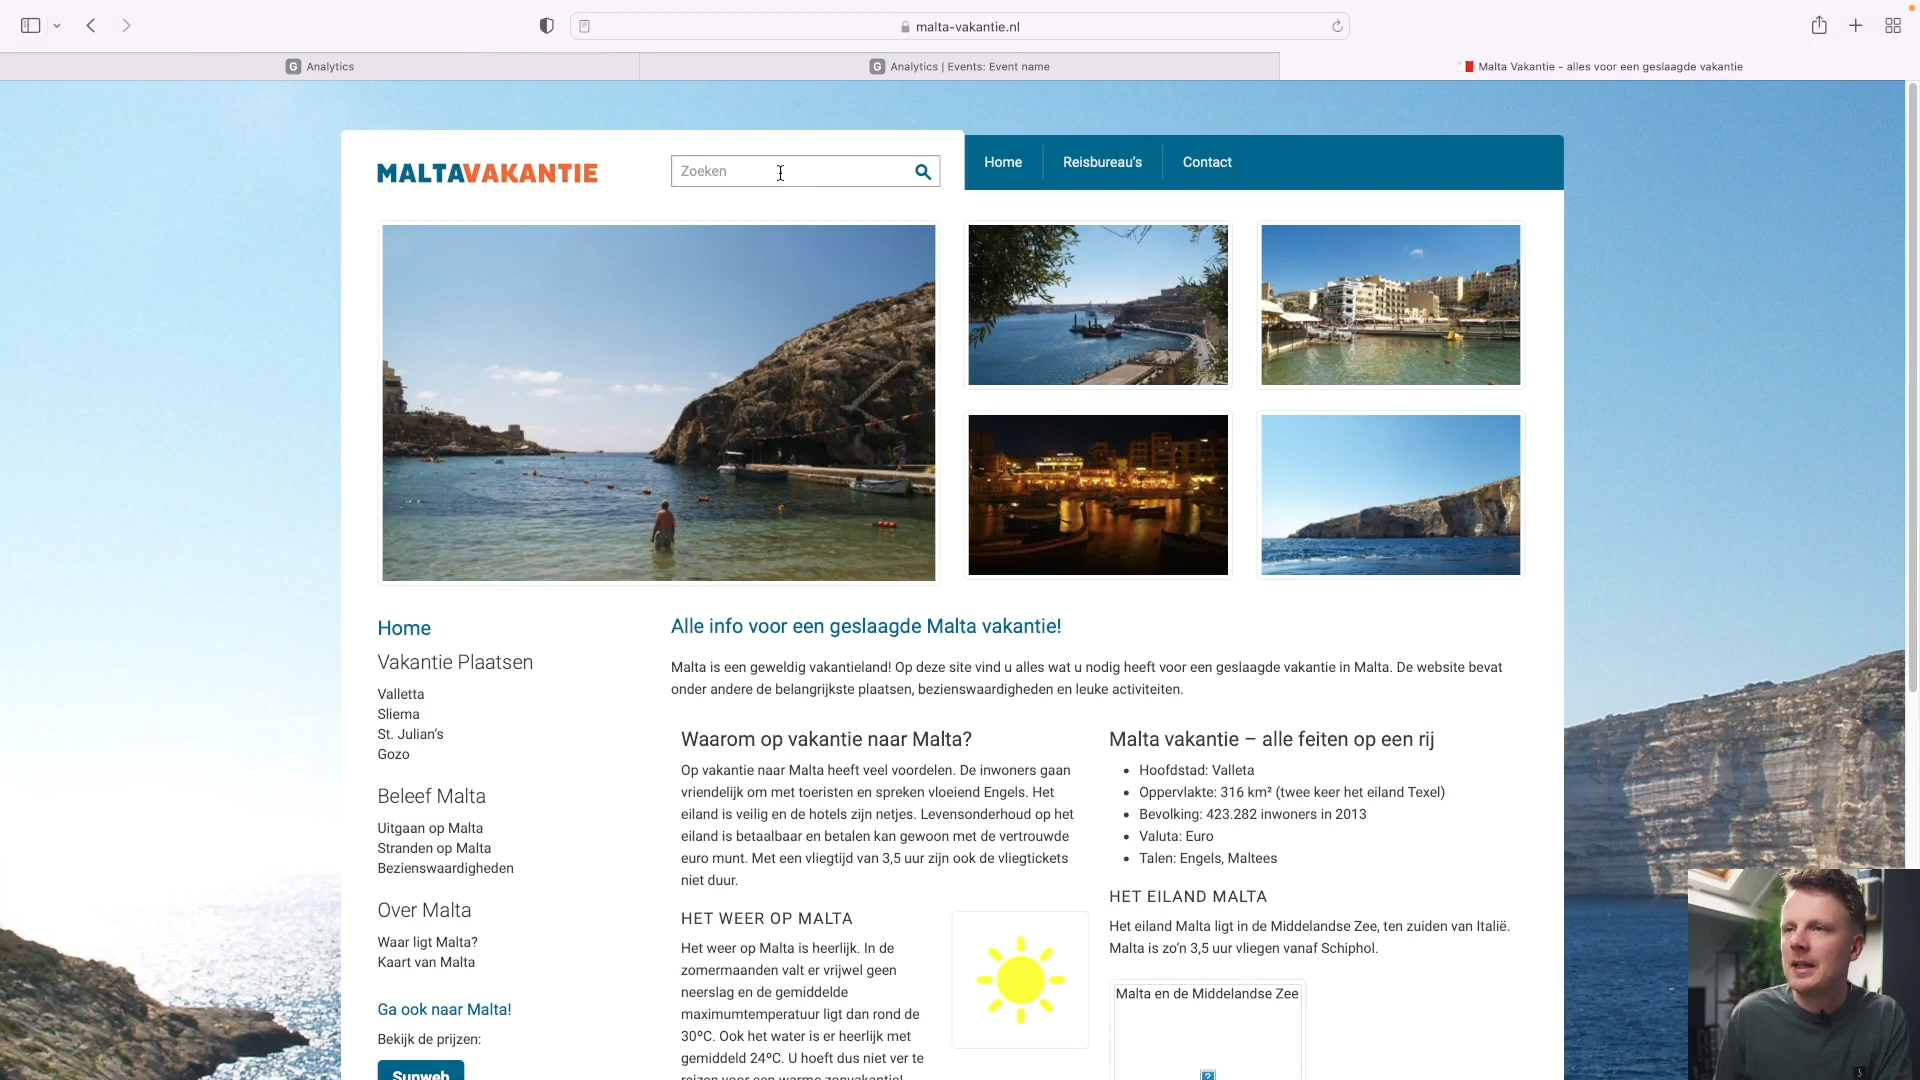 malta-vakantie.nl
G Analytics
G Analytics | Events: Event name
Malta Vakantie - alles voor een geslaagde vakantie
MALTAVAKANTIE
Zoeken
Home
Reisbureau's
Contact
Home
Vakantie Plaatsen
Valletta
Sliema
St. Julian's
Gozo
Beleef Malta
Uitgaan op Malta
Stranden op Malta
Bezienswaardigheden
Over Malta
Waar ligt Malta?
Kaart van Malta
Ga ook naar Malta!
Bekijk de prijzen:
Sunweb
Alle info voor een geslaagde Malta vakantie!
Malta is een geweldig vakantieland! Op deze site vind u alles wat u nodig heeft voor een geslaagde vakantie in Malta. De website bevat
onder andere de belangrijkste plaatsen, bezienswaardigheden en leuke activiteiten.
Waarom op vakantie naar Malta?
Op vakantie naar Malta heeft veel voordelen. De inwoners gaan
vriendelijk om met toeristen en spreken vloeiend Engels. Het
eiland is veilig en de hotels zijn netjes. Levensonderhoud op het
eiland is betaalbaar en betalen kan gewoon met de vertrouwde
euro munt. Met een vliegtijd van 3,5 uur zijn ook de vliegtickets
niet duur.
HET WEER OP MALTA
Het weer op Malta is heerlijk. In de
zomermaanden valt er vrijwel geen
neerslag en de gemiddelde
maximumtemperatuur ligt dan rond de
30ºC. Ook het water is er heerlijk met
gemiddeld 24ºC. U hoeft dus niet ver te
reizen voor een warme zonvakantie!
Malta vakantie – alle feiten op een rij
• Hoofdstad: Valleta
• Oppervlakte: 316 km² (twee keer het eiland Texel)
• Bevolking: 423.282 inwoners in 2013
• Valuta: Euro
• Talen: Engels, Maltees
HET EILAND MALTA
Het eiland Malta ligt in de Middelandse Zee, ten zuiden van Italië.
Malta is zo'n 3,5 uur vliegen vanaf Schiphol.
Malta en de Middelandse Zee
?